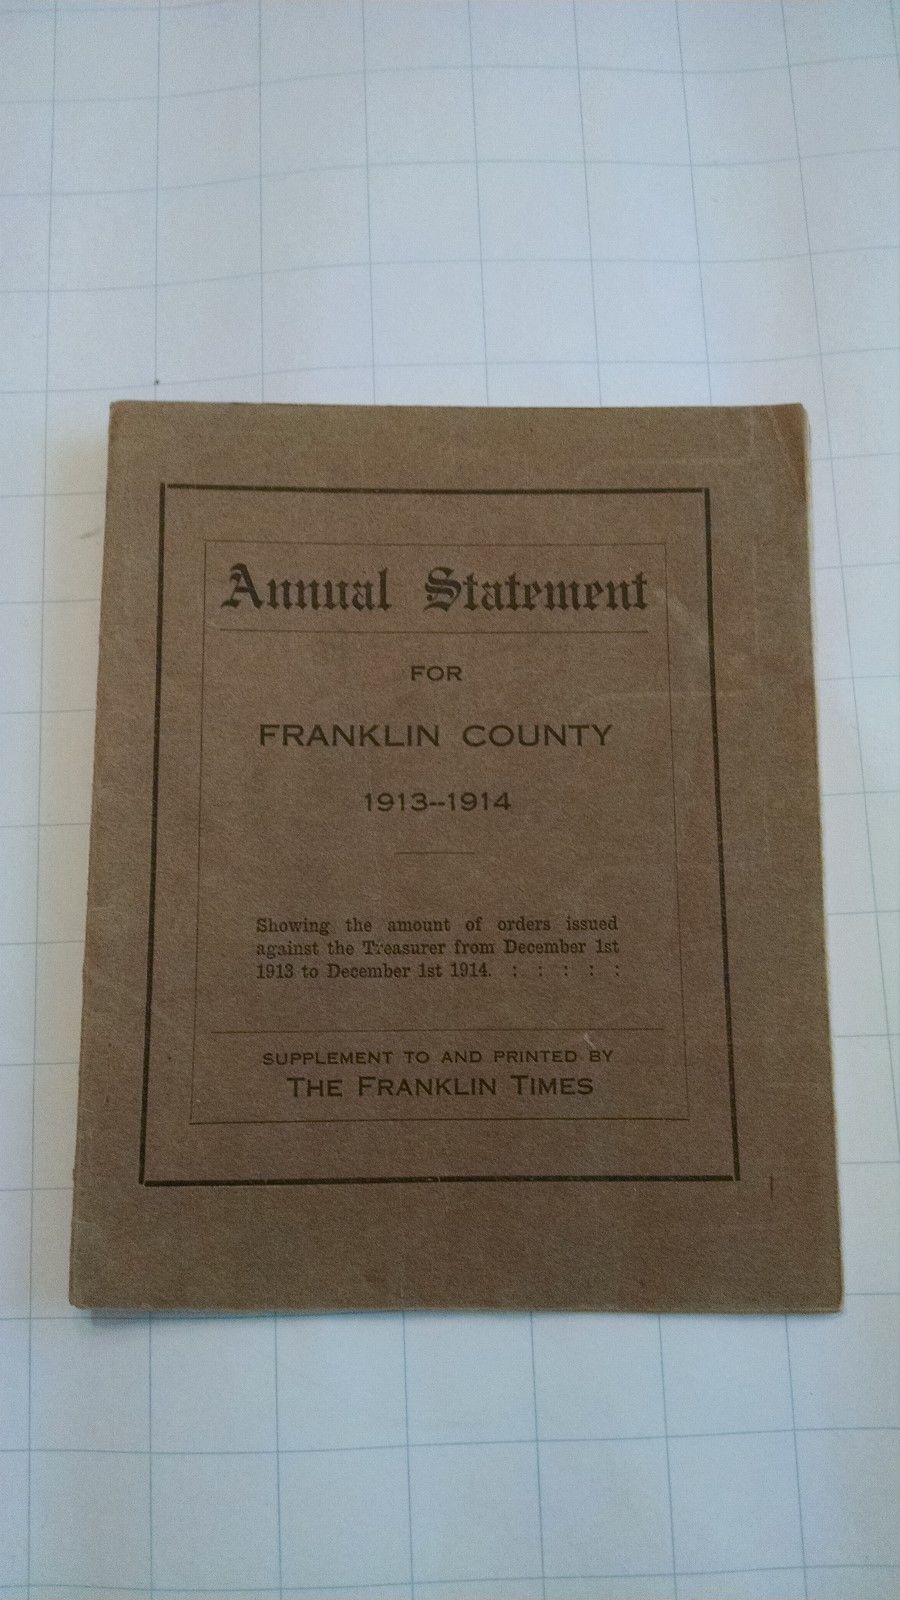 Annual Statement
FOR
FRANKLIN COUNTY
1913--1914
Showing the amount of orders issued
against the Treasurer from December 1st
1913 to December 1st 1914. : : : : :
SUPPLEMENT TO AND PRINTED BY
THE FRANKLIN TIMES